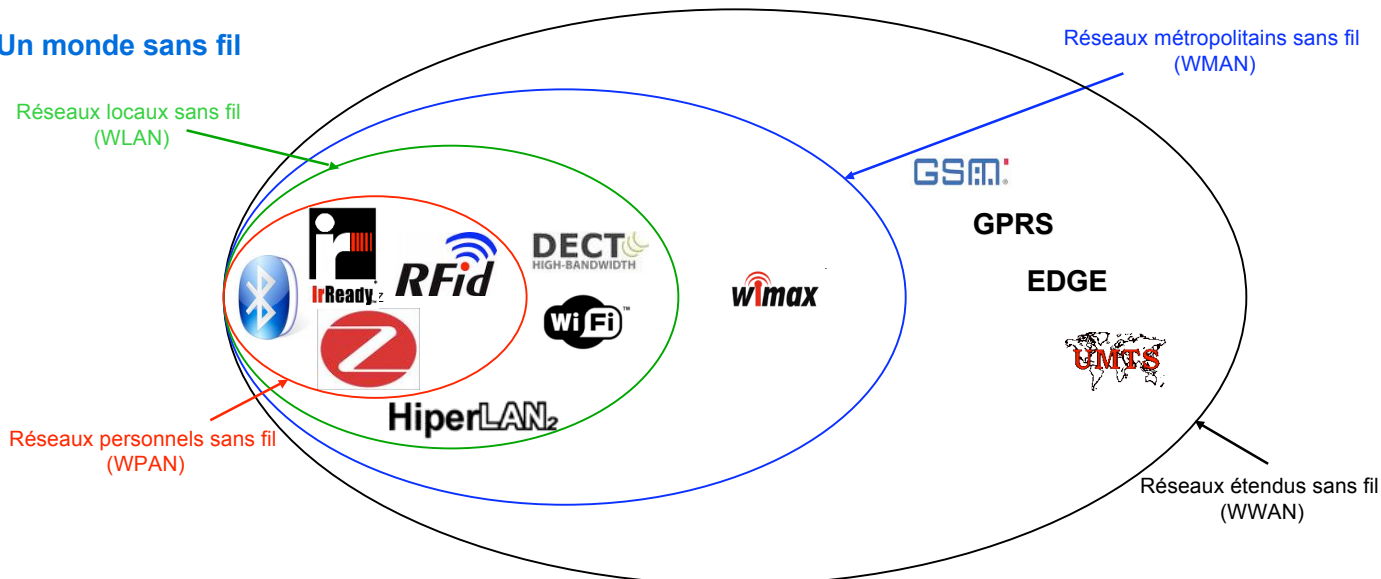 Un monde sans fil
Réseaux métropolitains sans fil
(WMAN)
Réseaux locaux sans fil
(WLAN)
GSM
GPRS
EDGE
UMTS
DECT
HIGH-BANDWIDTH
IrReady
RFid
WiFi™
wimax
HiperLAN2
Réseaux personnels sans fil
(WPAN)
Réseaux étendus sans fil
(WWAN)